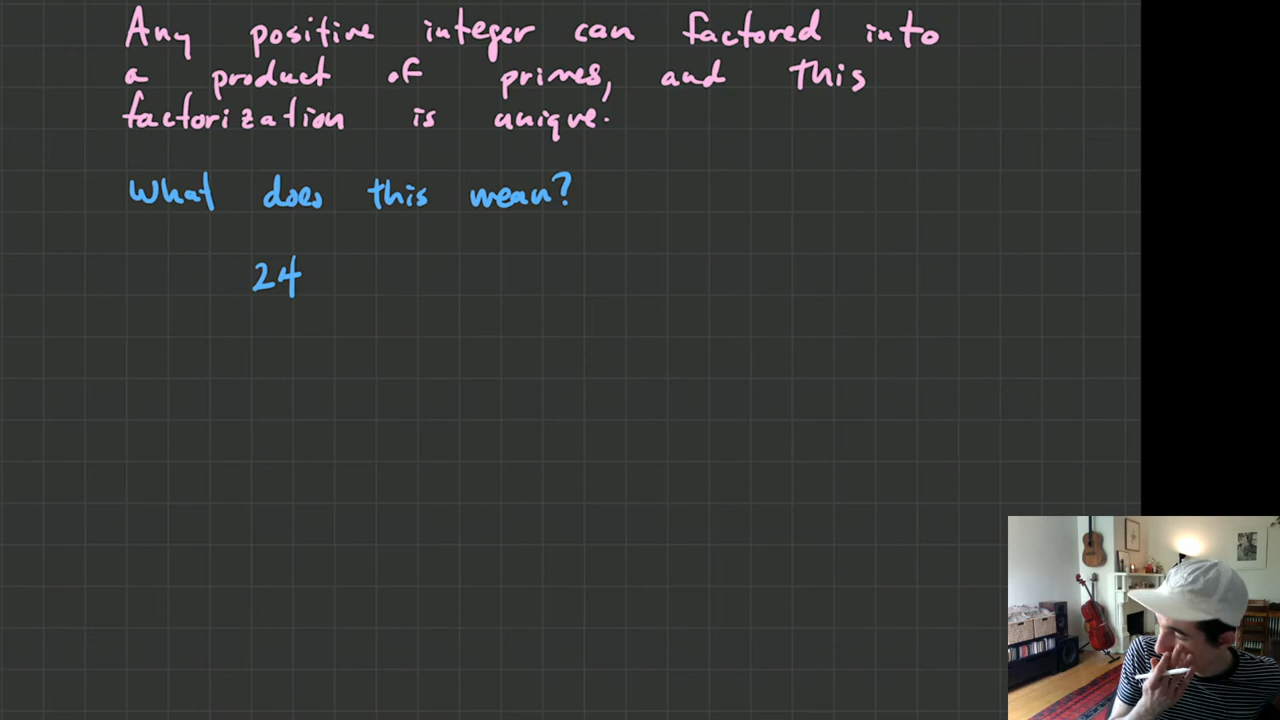 Any positive integer can factored into
a product of primes, and this
factorization is unique.
What does this mean?
24